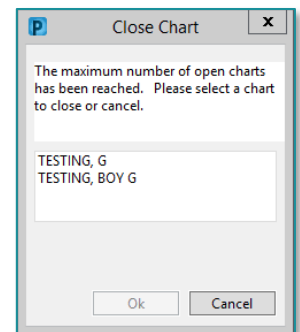 P Close Chart x
The maximum number of open charts
has been reached. Please select a chart
to close or cancel.
TESTING, G
TESTING, BOY G
Ok Cancel